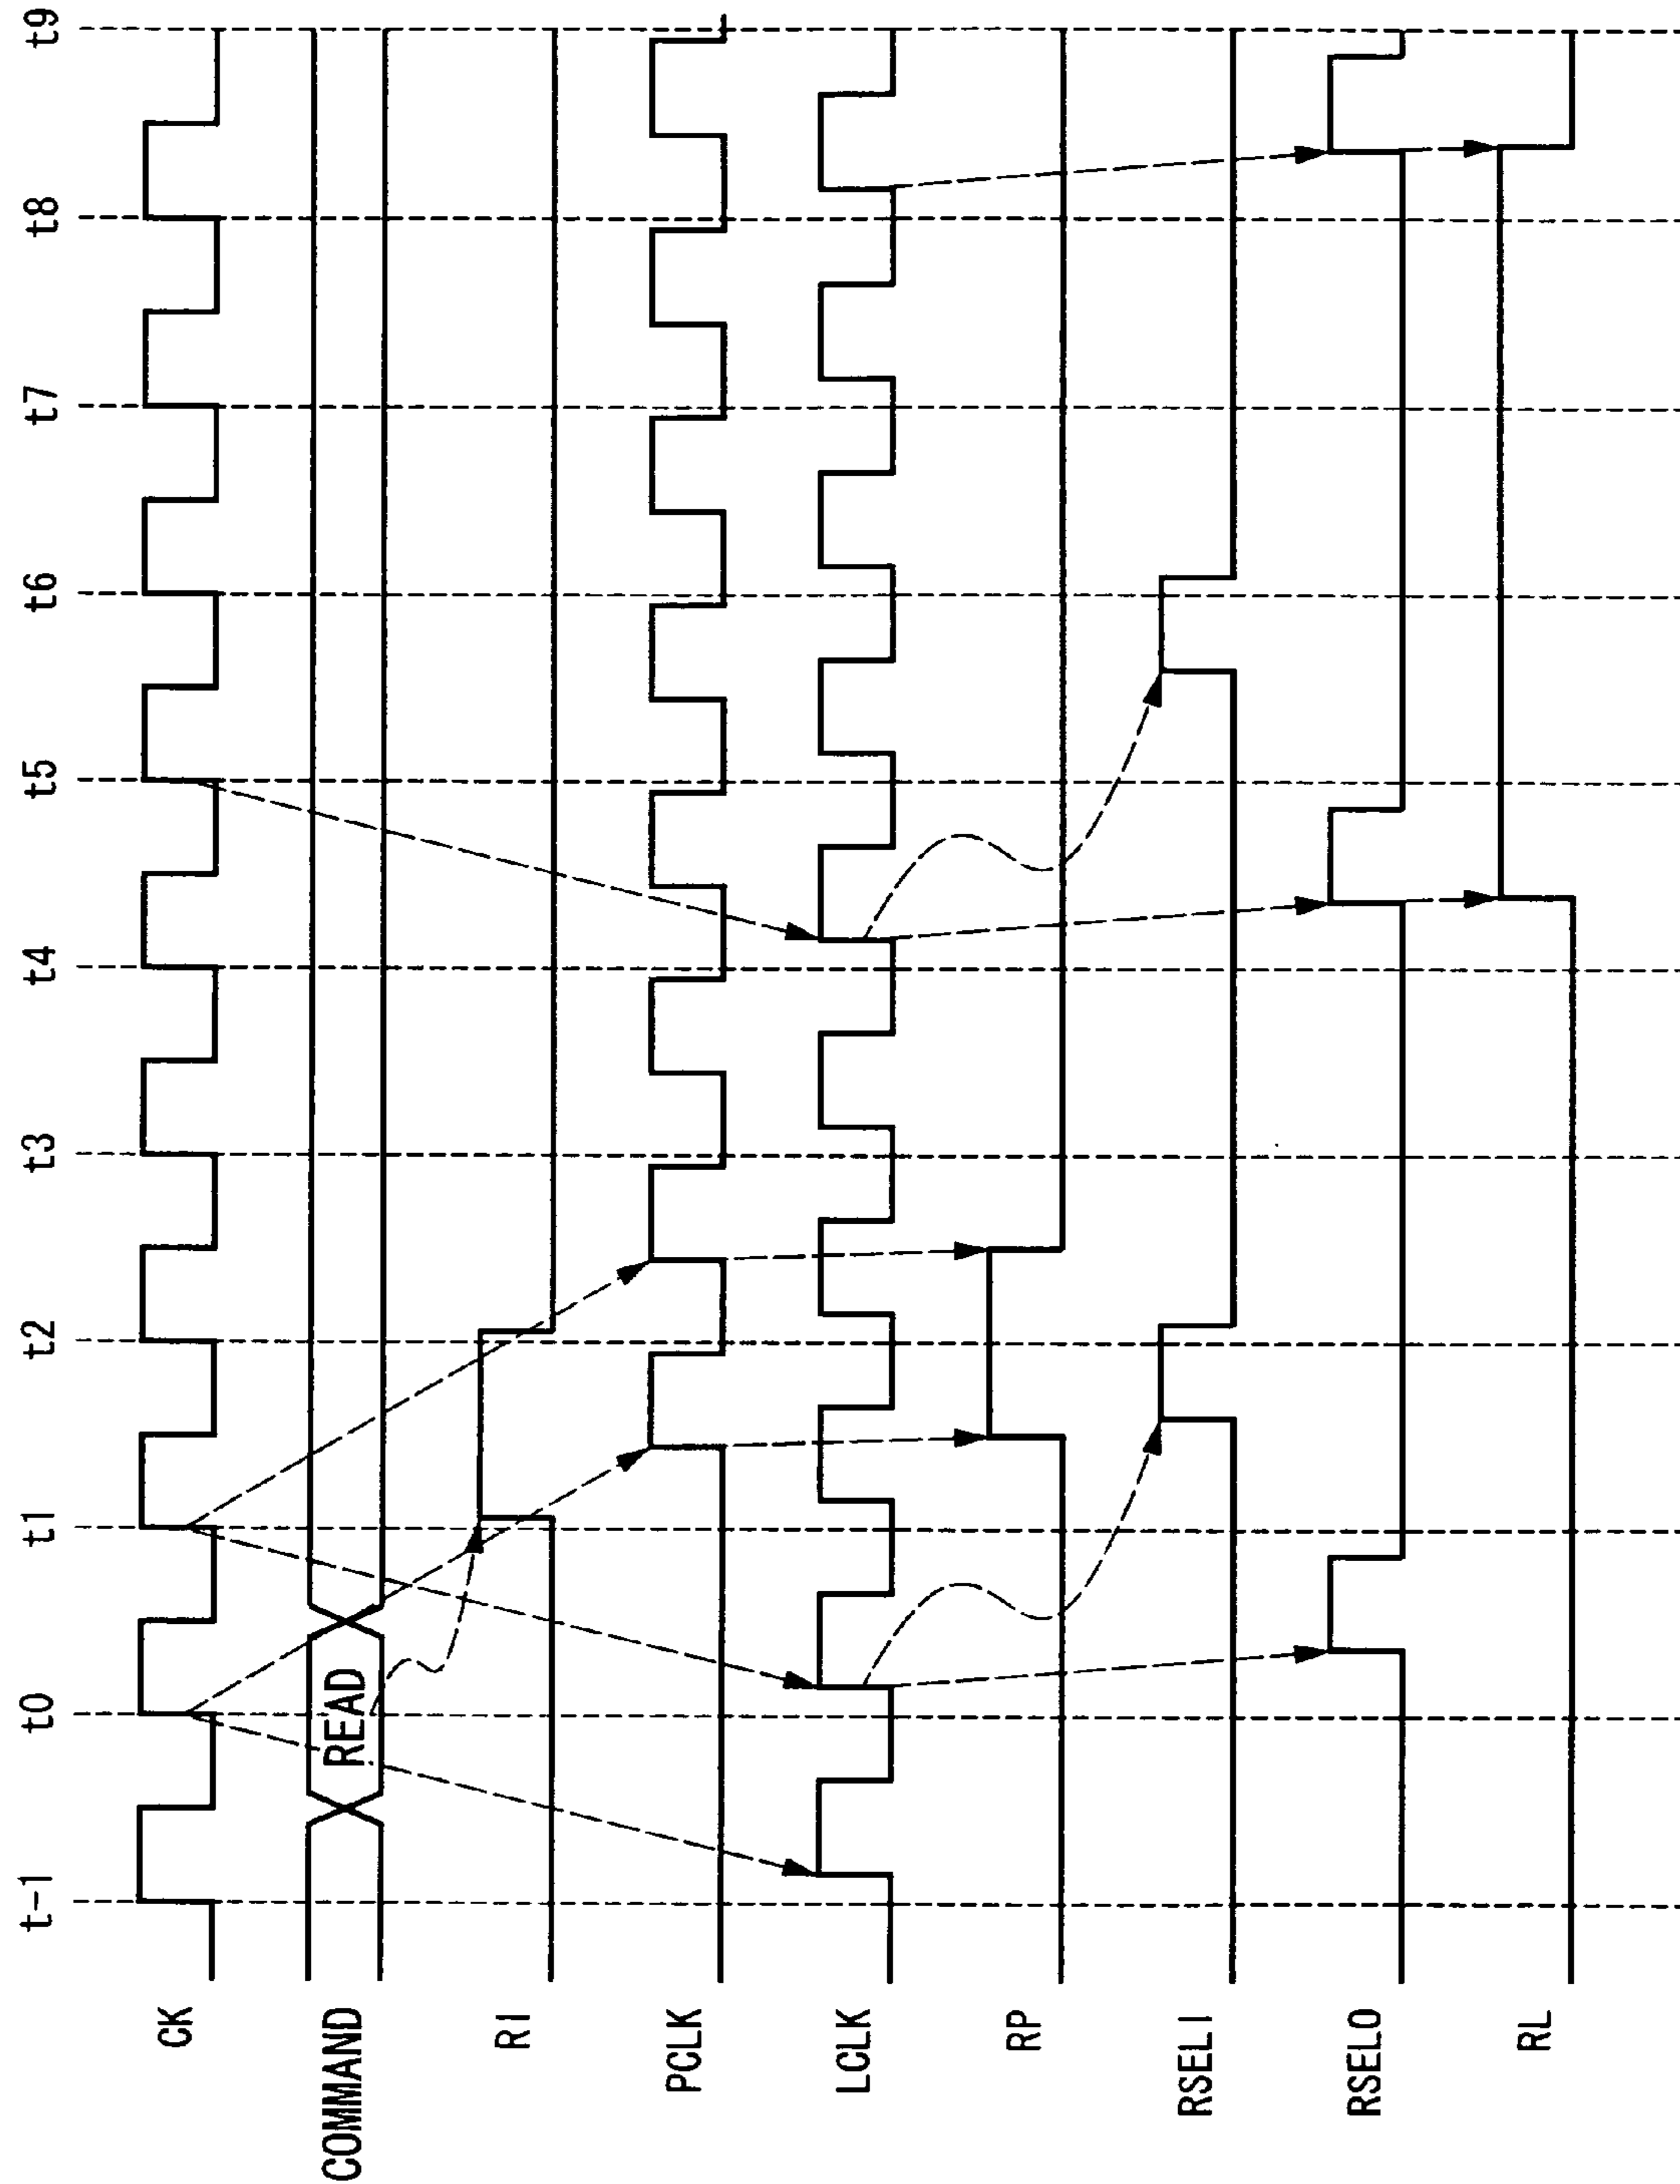 t-1 t0 t1 t2 t3 t4 t5 t6 t7 t8 t9
CK
COMMAND READ
RI
PCLK
LCLK
RP
RSELI
RSELO
RL